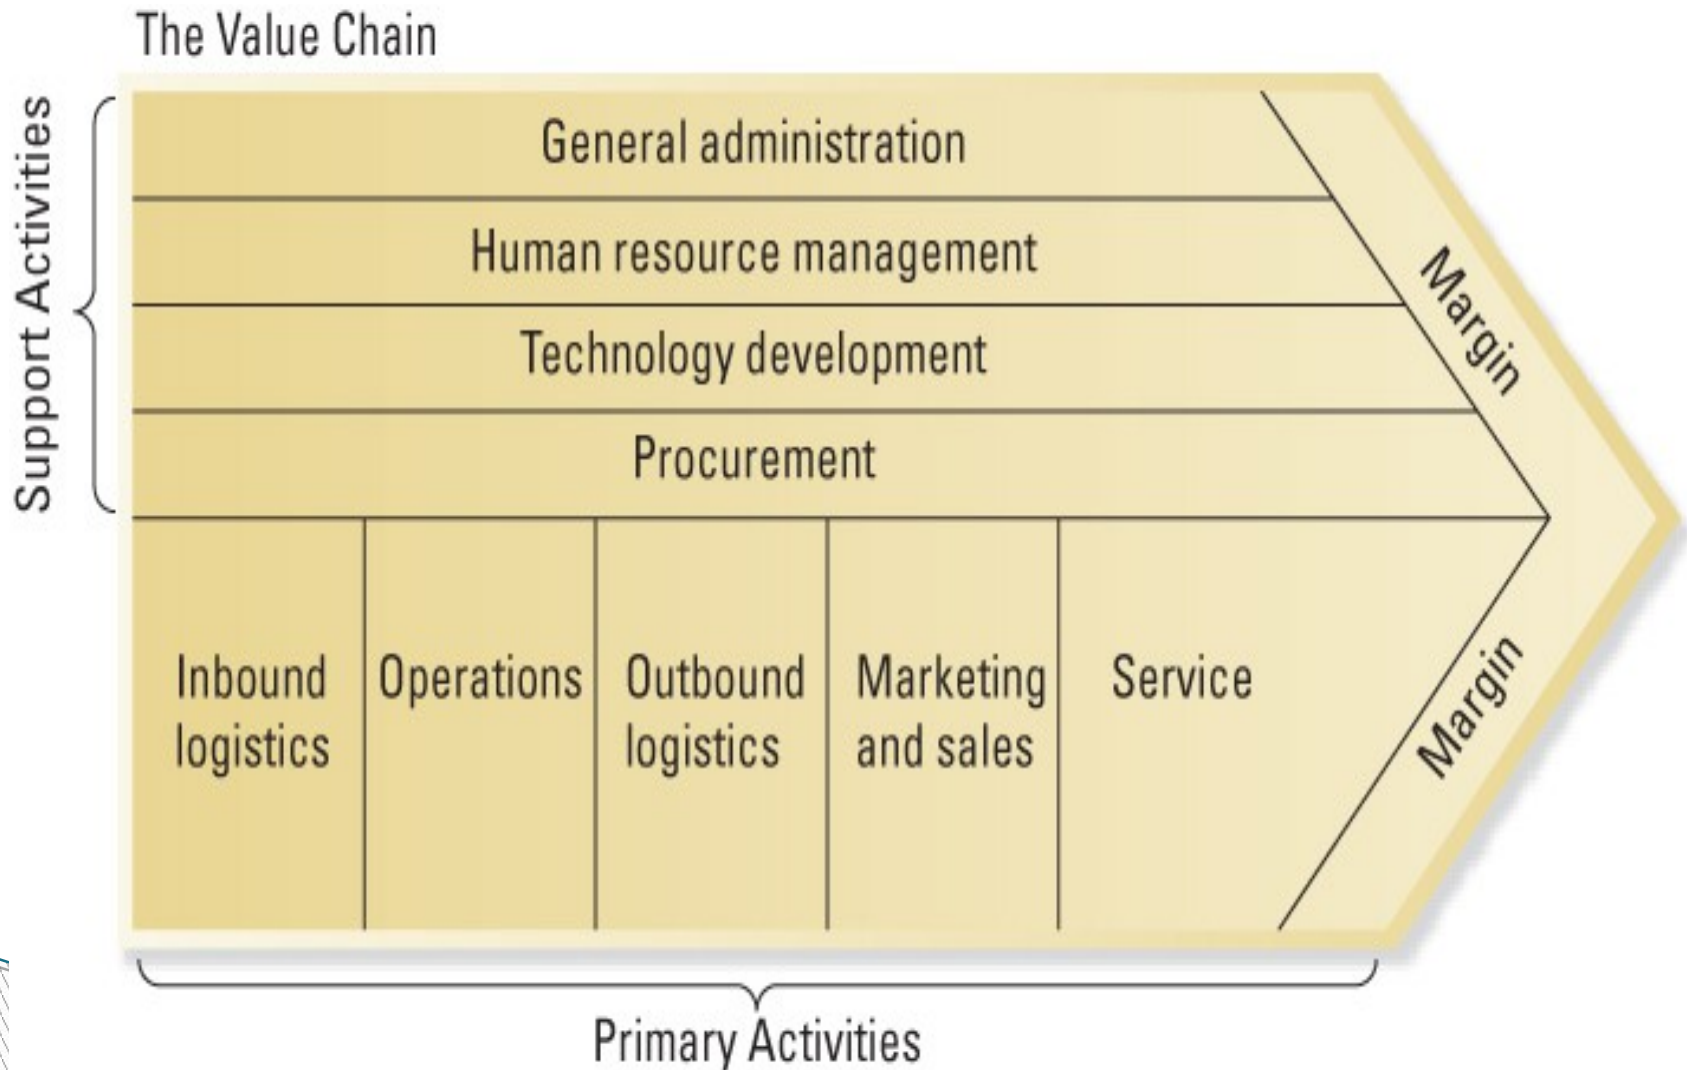 The Value Chain
Support Activities
General administration
Human resource management
Technology development
Procurement
Margin
Inbound
logistics
Operations
Outbound
logistics
Marketing
and sales
Service
Margin
Primary Activities